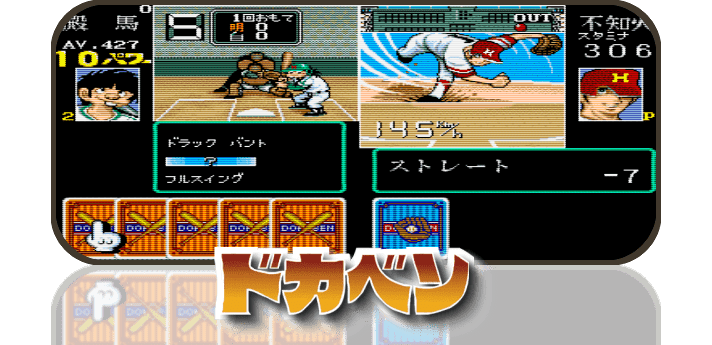 0
殿馬
AV.427
10パワー
2
S
1回おもて
明 0
白 0
OUT
不知火
スタミナ
306
H
P
145Km/h
ドラック バント
?
フルスイング
ストレート
-7
DOKABEN
ドカベン